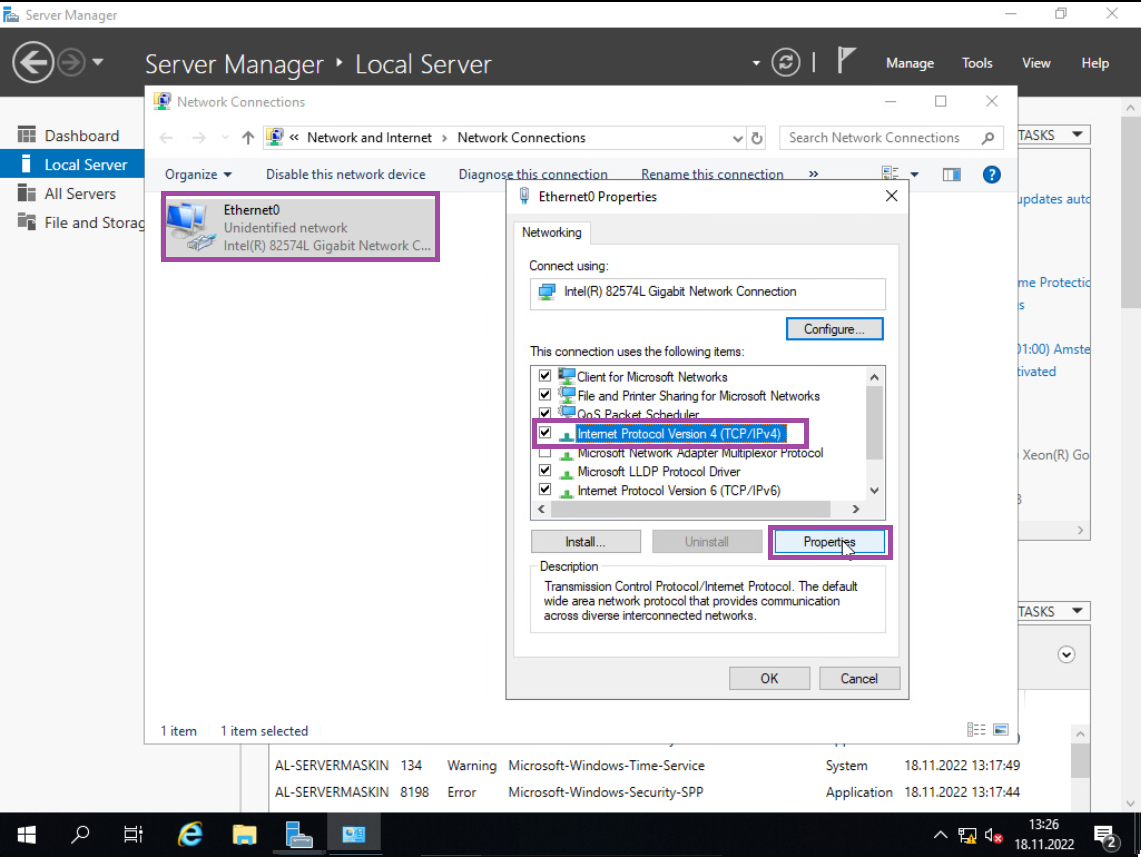 Server Manager
Server Manager ‣ Local Server
Manage Tools View Help
Network Connections
« Network and Internet › Network Connections
Search Network Connections
Dashboard
Local Server
All Servers
File and Storag
TASKS
Organize Disable this network device Diagnose this connection Rename this connection »
Ethernet0
Unidentified network
Intel(R) 82574L Gigabit Network C...
Ethernet0 Properties
Networking
Connect using:
Intel(R) 82574L Gigabit Network Connection
Configure...
This connection uses the following items:
Client for Microsoft Networks
File and Printer Sharing for Microsoft Networks
QoS Packet Scheduler
Internet Protocol Version 4 (TCP/IPv4)
Microsoft Network Adapter Multiplexor Protocol
Microsoft LLDP Protocol Driver
Internet Protocol Version 6 (TCP/IPv6)
Install... Uninstall Properties
Description
Transmission Control Protocol/Internet Protocol. The default
wide area network protocol that provides communication
across diverse interconnected networks.
OK Cancel
updates auto
me Protectic
s
01:00) Amste
tivated
Xeon(R) Go
TASKS
1 item 1 item selected
AL-SERVERMASKIN 134 Warning Microsoft-Windows-Time-Service System 18.11.2022 13:17:49
AL-SERVERMASKIN 8198 Error Microsoft-Windows-Security-SPP Application 18.11.2022 13:17:44
13:26
18.11.2022
2